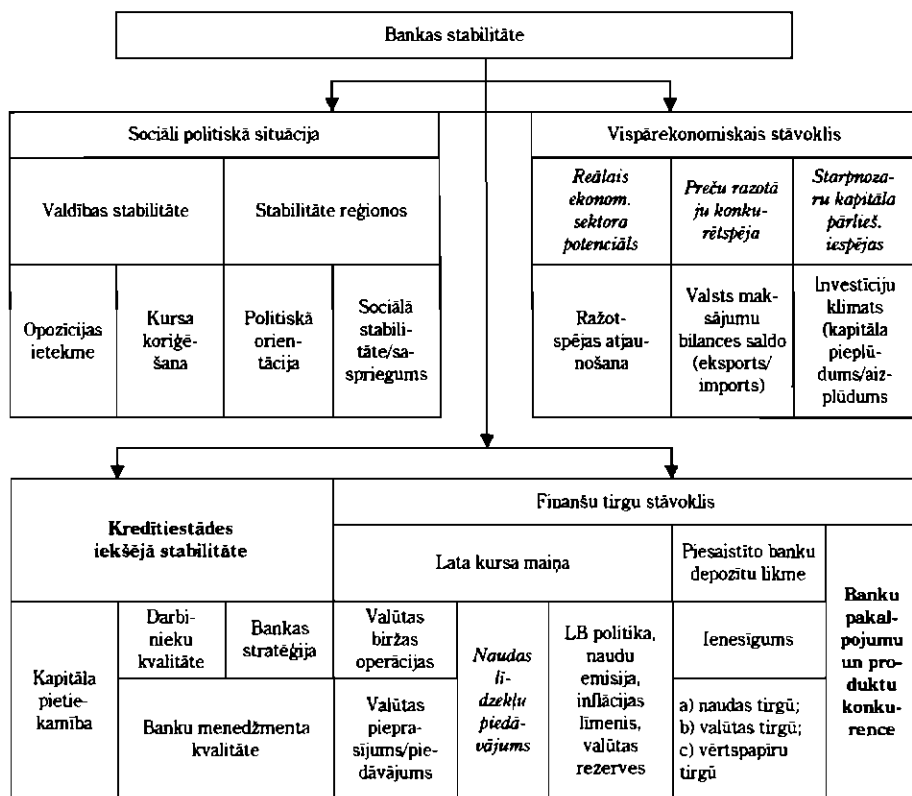 Bankas stabilitāte
Sociāli politiskā situācija
Valdības stabilitāte
Stabilitāte reģionos
Opozīcijas
ietekme
Kursa
koriģē-
šana
Politiskā
orien-
tācija
Sociālā
stabili-
tāte/sa-
spriegums
Vispārekonomiskais stāvoklis
Reālais
ekonom.
sektora
potenciāls
Preču razotā
ju konku-
rētspēja
Starpnoza-
ru kapitāla
pārlieš.
iespējas
Ražot-
spējas atjau-
nošana
Valsts mak-
sājumu
bilances saldo
(eksports/
imports)
Investīciju
klimats
(kapitāla
pieplū-
dums/aiz-
plūdums
Kredītiestādes
iekšējā stabilitāte
Kapitāla
pietie-
kamība
Darbi-
nieku
kvalitāte
Bankas
stratēģija
Banku menedžmenta
kvalitāte
Finanšu tirgu stāvoklis
Lata kursa maiņa
Valūtas
biržas
operācijas
Valūtas
piepra-
sījums/pie-
dāvājums
Naudas
lī-
dzekļu
piedā-
vājums
LB politika,
naudu
emisija,
inflācijas
līmenis,
valūtas
rezerves
Piesaistīto banku
depozītu likme
Ienesīgums
a) naudas tirgū;
b) valūtas tirgū;
c) vērtspapīru
tirgū
Banku
pakal-
pojumu
un pro-
duktu
konku-
rence